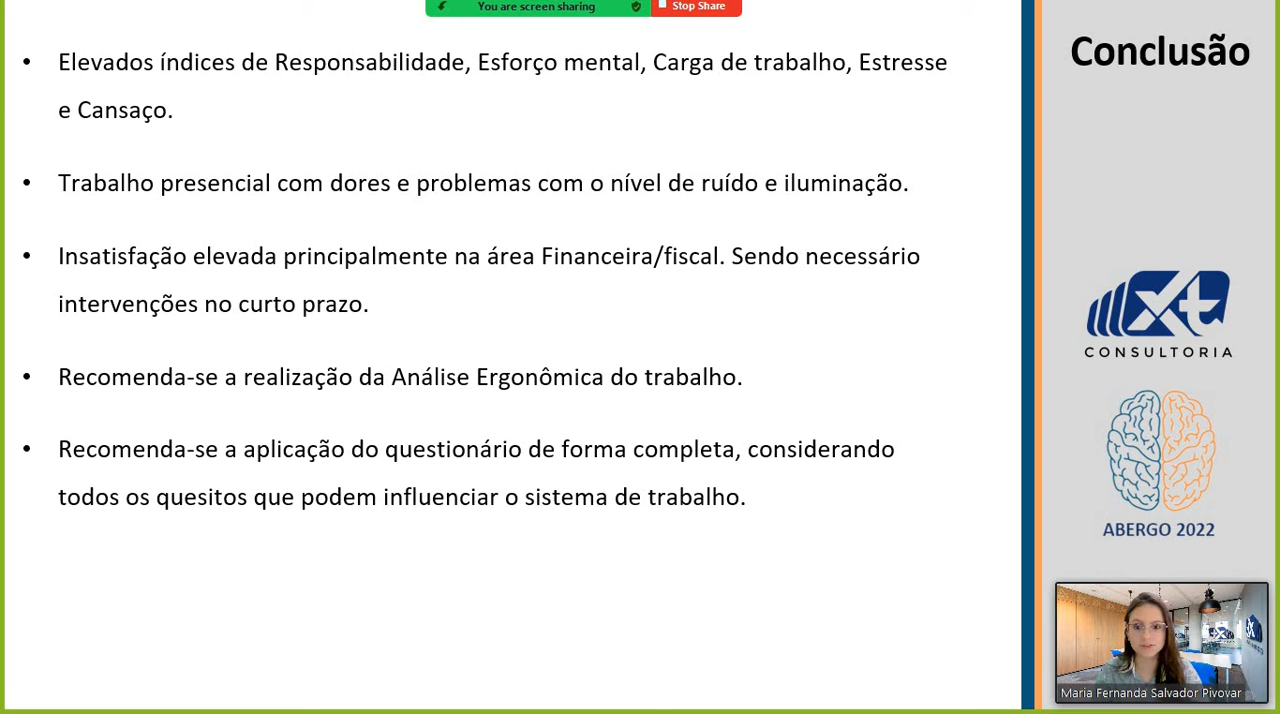 You are screen sharing
Stop Share
Conclusão
• Elevados índices de Responsabilidade, Esforço mental, Carga de trabalho, Estresse
e Cansaço.
• Trabalho presencial com dores e problemas com o nível de ruído e iluminação.
• Insatisfação elevada principalmente na área Financeira/fiscal. Sendo necessário
intervenções no curto prazo.
• Recomenda-se a realização da Análise Ergonômica do trabalho.
• Recomenda-se a aplicação do questionário de forma completa, considerando
todos os quesitos que podem influenciar o sistema de trabalho.
xt
CONSULTORIA
ABERGO 2022
Maria Fernanda Salvador Pivovar